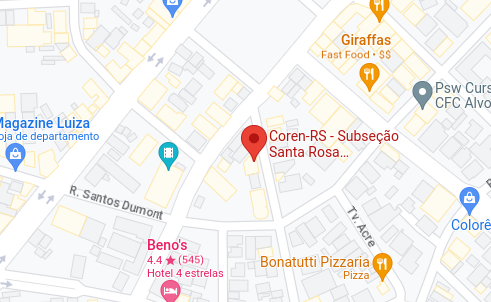 Giraffas
Fast Food • $$
Psw Curs
CFC Alvo
Magazine Luiza
oja de departamento
Coren-RS - Subseção
Santa Rosa...
R. Santos Dumont
Tv. Acre
Colorê
Beno's
4.4 ★ (545)
Hotel 4 estrelas
Bonatutti Pizzaria
Pizza